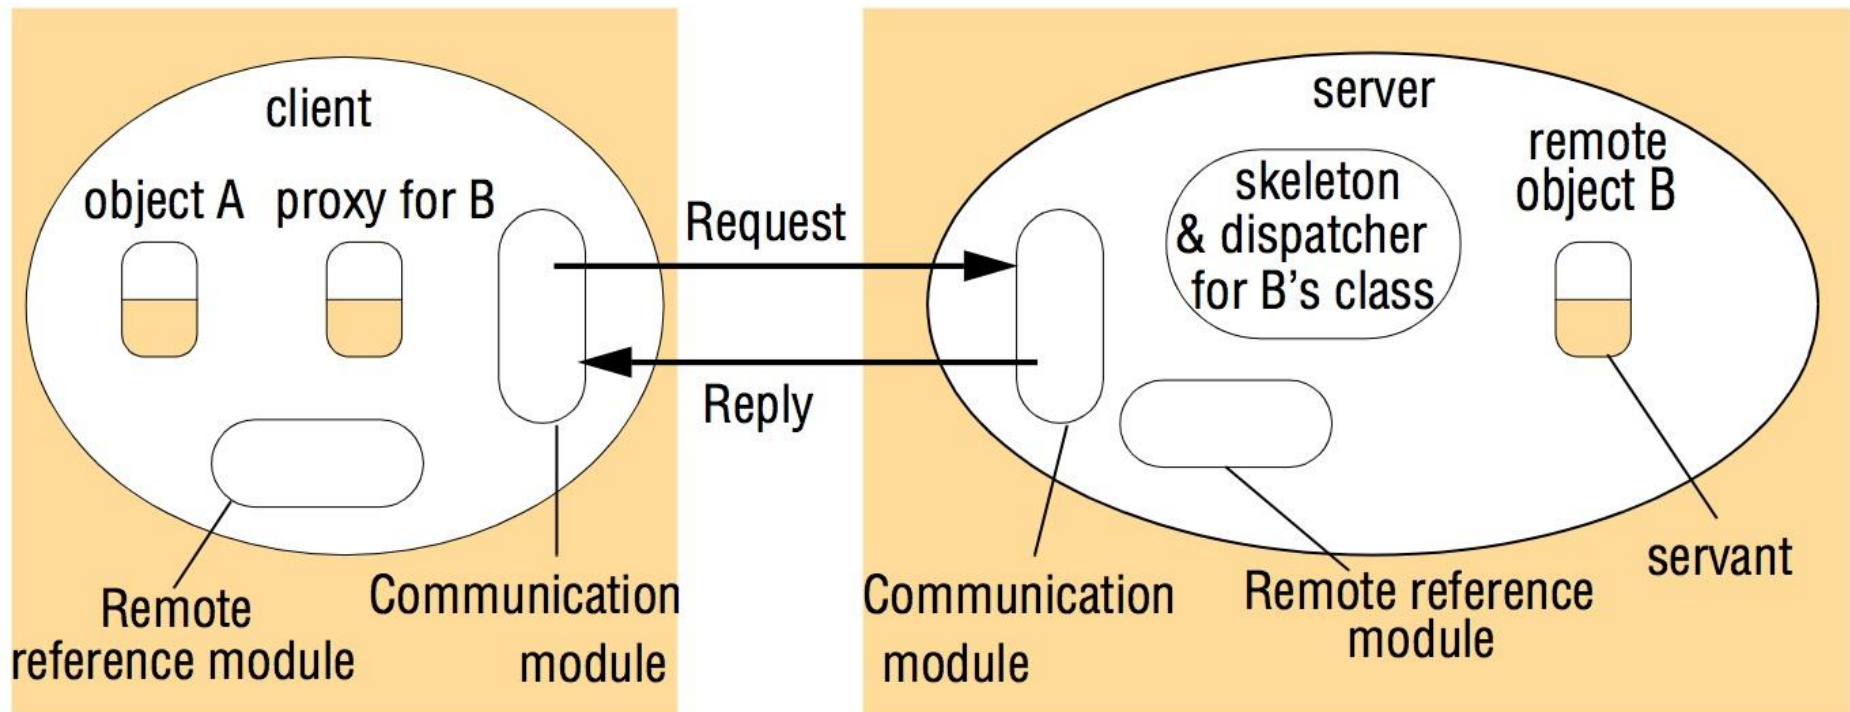 client
object A
proxy for B
Remote
reference module
Communication
module
Request
Reply
server
skeleton
& dispatcher
for B’s class
remote
object B
Communication
module
Remote reference
module
servant